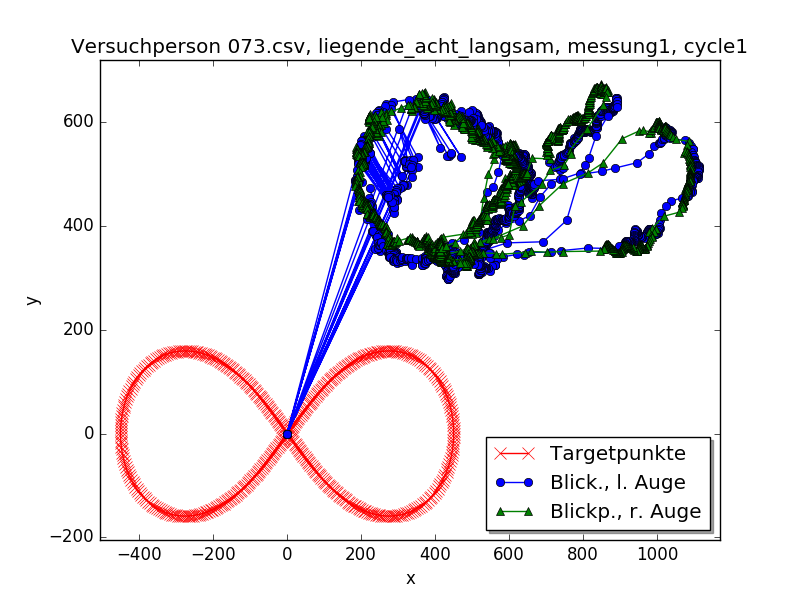 Versuchperson 073.csv, liegende_acht_langsam, messung1, cycle1
600
400
200
0
−200
y
−400 −200 0 200 400 600 800 1000
x
Targetpunkte
Blick., l. Auge
Blickp., r. Auge